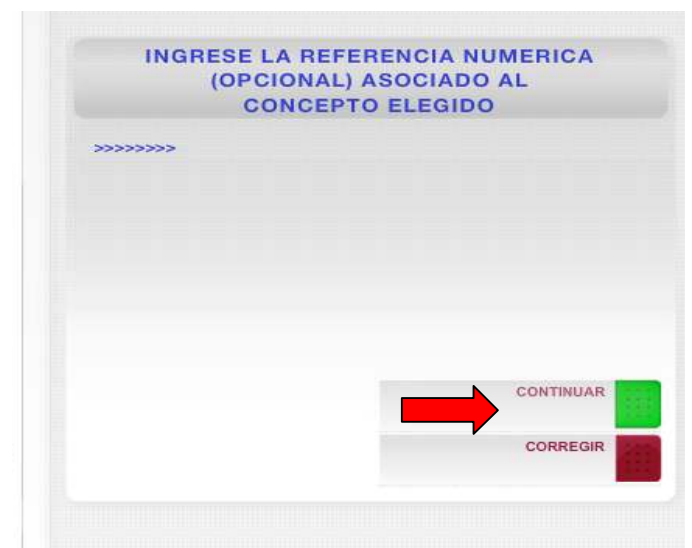 INGRESE LA REFERENCIA NUMERICA
(OPCIONAL) ASOCIADO AL
CONCEPTO ELEGIDO
>>>>>>>>
CONTINUAR
CORREGIR